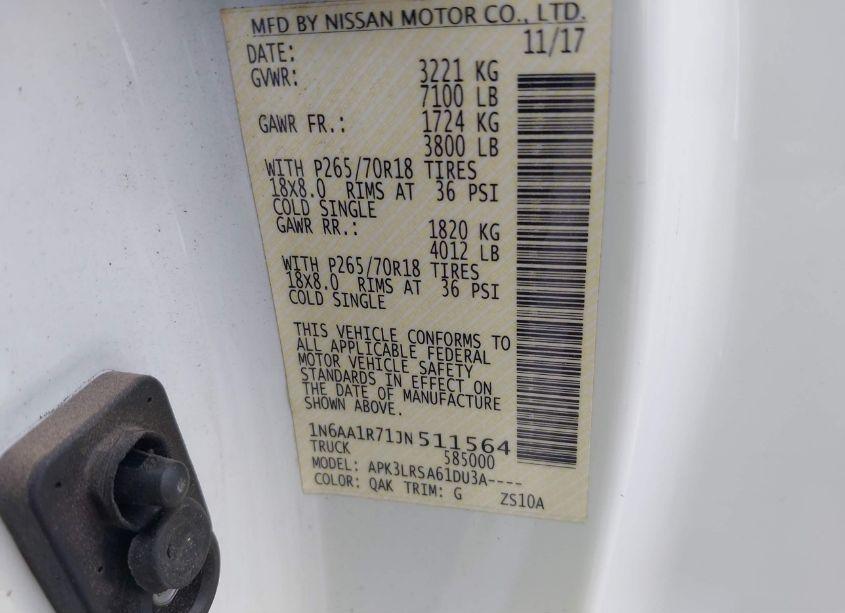 MFD BY NISSAN MOTOR CO., LTD.
DATE: 11/17
GVWR: 3221 KG
7100 LB
GAWR FR.: 1724 KG
3800 LB
WITH P265/70R18 TIRES
18X8.0 RIMS AT 36 PSI
COLD SINGLE
GAWR RR.: 1820 KG
4012 LB
WITH P265/70R18 TIRES
18X8.0 RIMS AT 36 PSI
COLD SINGLE
THIS VEHICLE CONFORMS TO
ALL APPLICABLE FEDERAL
MOTOR VEHICLE SAFETY
STANDARDS IN EFFECT ON
THE DATE OF MANUFACTURE
SHOWN ABOVE.
1N6AA1R71JN511564
TRUCK 585000
MODEL: APK3LRSA61DU3A----
COLOR: QAK TRIM: G ZS10A